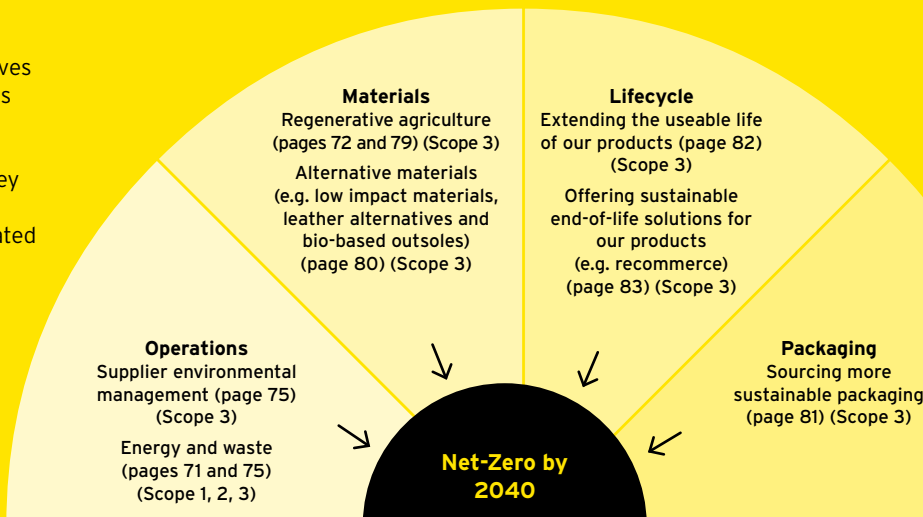 Materials
Regenerative agriculture
(pages 72 and 79) (Scope 3)
Alternative materials
(e.g. low impact materials,
leather alternatives and
bio-based outsoles)
(page 80) (Scope 3)
Lifecycle
Extending the useable life
of our products (page 82)
(Scope 3)
Offering sustainable
end-of-life solutions for
our products
(e.g. recommerce)
(page 83) (Scope 3)
Operations
Supplier environmental
management (page 75)
(Scope 3)
Energy and waste
(pages 71 and 75)
(Scope 1, 2, 3)
Packaging
Sourcing more
sustainable packaging
(page 81) (Scope 3)
Net-Zero by
2040